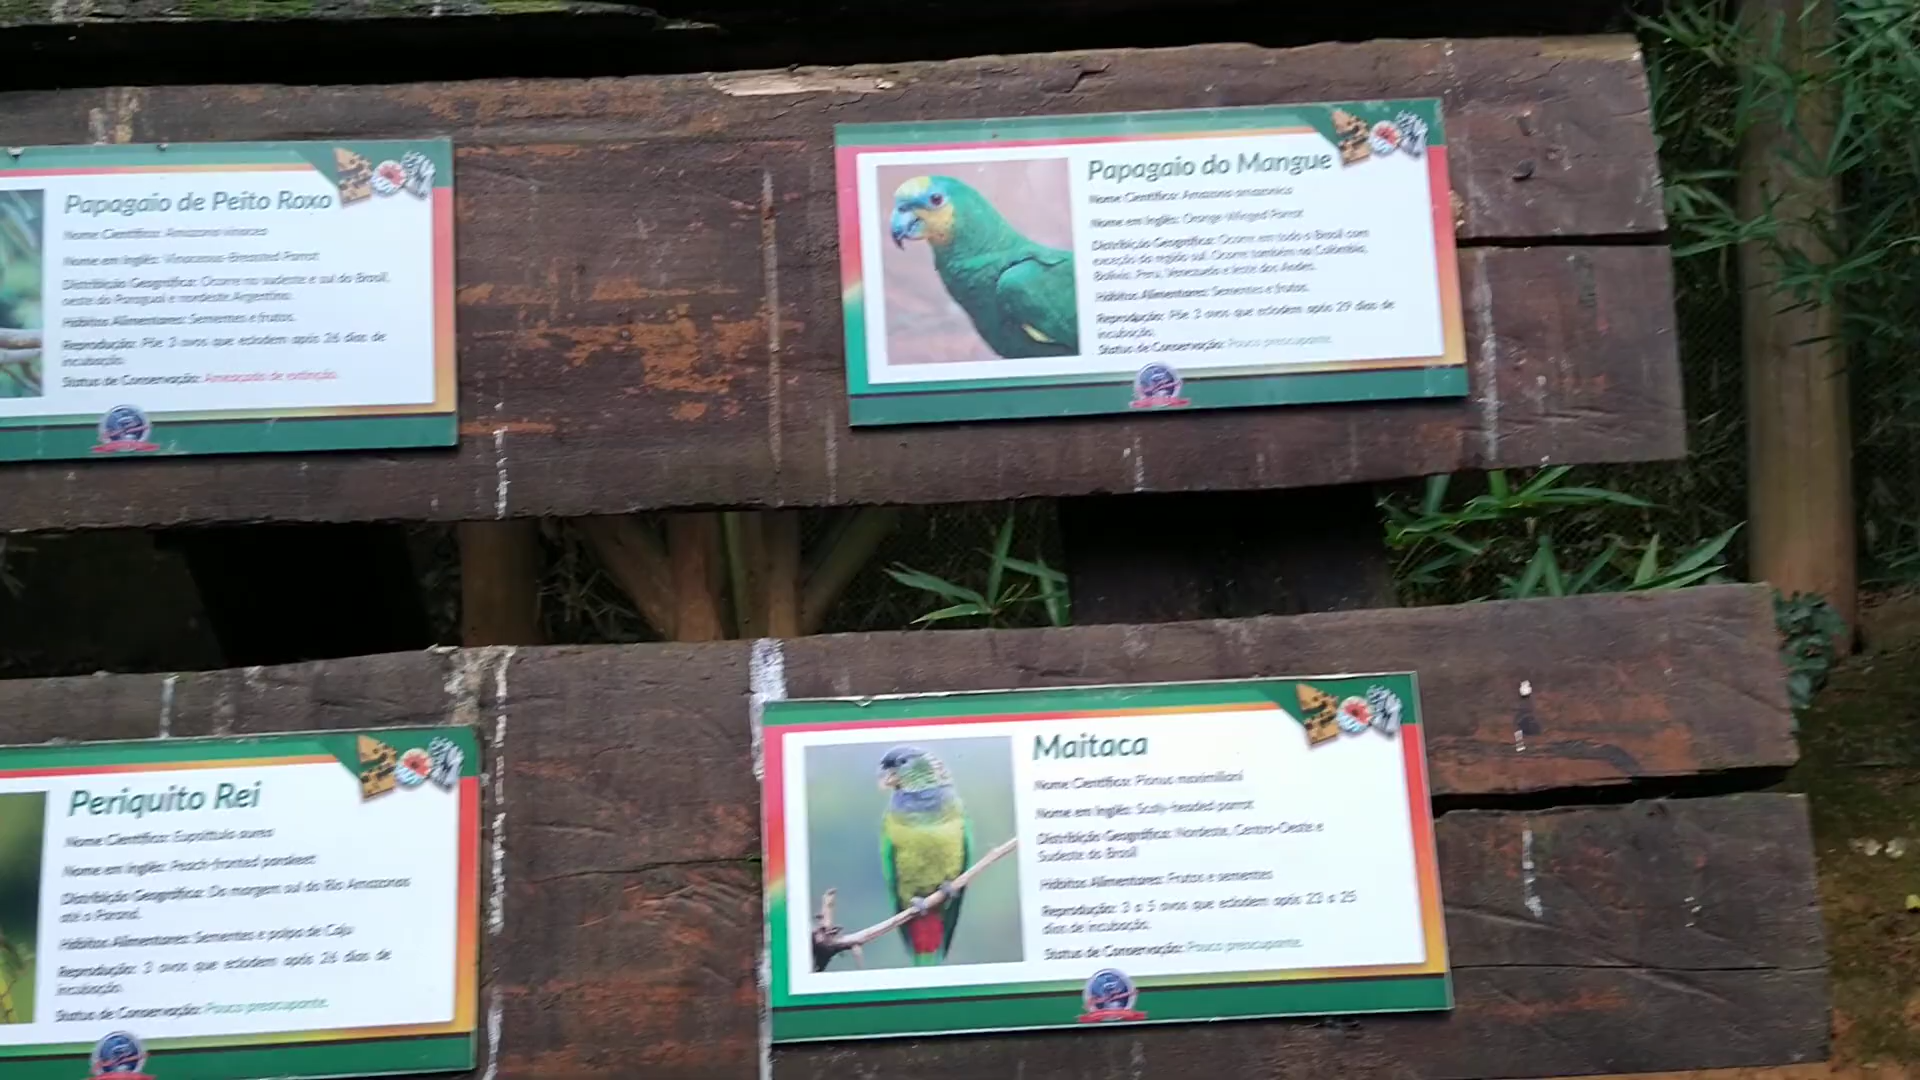 Papagaio de Peito Roxo
Nome Científico: Amazona vinacea
Nome em Inglês: Vinaceous-Breasted Parrot
Distribuição Geográfica: Ocorre no sudeste e sul do Brasil,
oeste do Paraguai e nordeste Argentina.
Hábitos Alimentares: Sementes e frutos.
Reprodução: Põe 3 ovos que eclodem após 26 dias de
incubação.
Status de Conservação: Ameaçado de extinção.
Papagaio do Mangue
Nome Científico: Amazona amazonica
Nome em Inglês: Orange-Winged Parrot
Distribuição Geográfica: Ocorre em todo o Brasil com
exceção da região sul. Ocorre também na Colômbia,
Bolívia, Peru, Venezuela e leste dos Andes.
Hábitos Alimentares: Sementes e frutos.
Reprodução: Põe 3 ovos que eclodem após 29 dias de
incubação.
Status de Conservação: Pouco preocupante.
Periquito Rei
Nome Científico: Eupsittula aurea
Nome em Inglês: Peach-fronted parakeet
Distribuição Geográfica: Da margem sul do Rio Amazonas
até o Paraná.
Hábitos Alimentares: Sementes e polpa de Caju
Reprodução: 3 ovos que eclodem após 26 dias de
incubação.
Status de Conservação: Pouco preocupante.
Maitaca
Nome Científico: Pionus maximiliani
Nome em Inglês: Scaly-headed parrot
Distribuição Geográfica: Nordeste, Centro-Oeste e
Sudeste do Brasil
Hábitos Alimentares: Frutos e sementes
Reprodução: 3 a 5 ovos que eclodem após 23 a 25
dias de incubação.
Status de Conservação: Pouco preocupante.